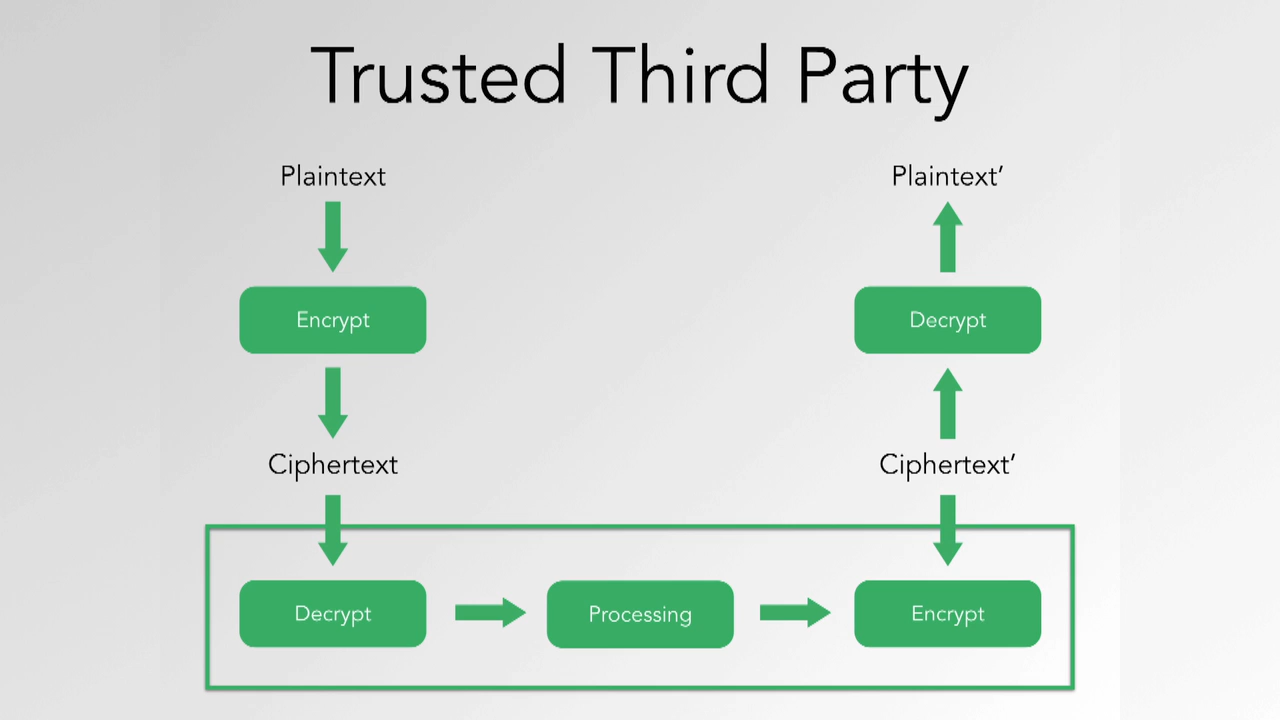 Trusted Third Party
Plaintext
Plaintext’
Encrypt
Decrypt
Ciphertext
Ciphertext’
Decrypt
Processing
Encrypt